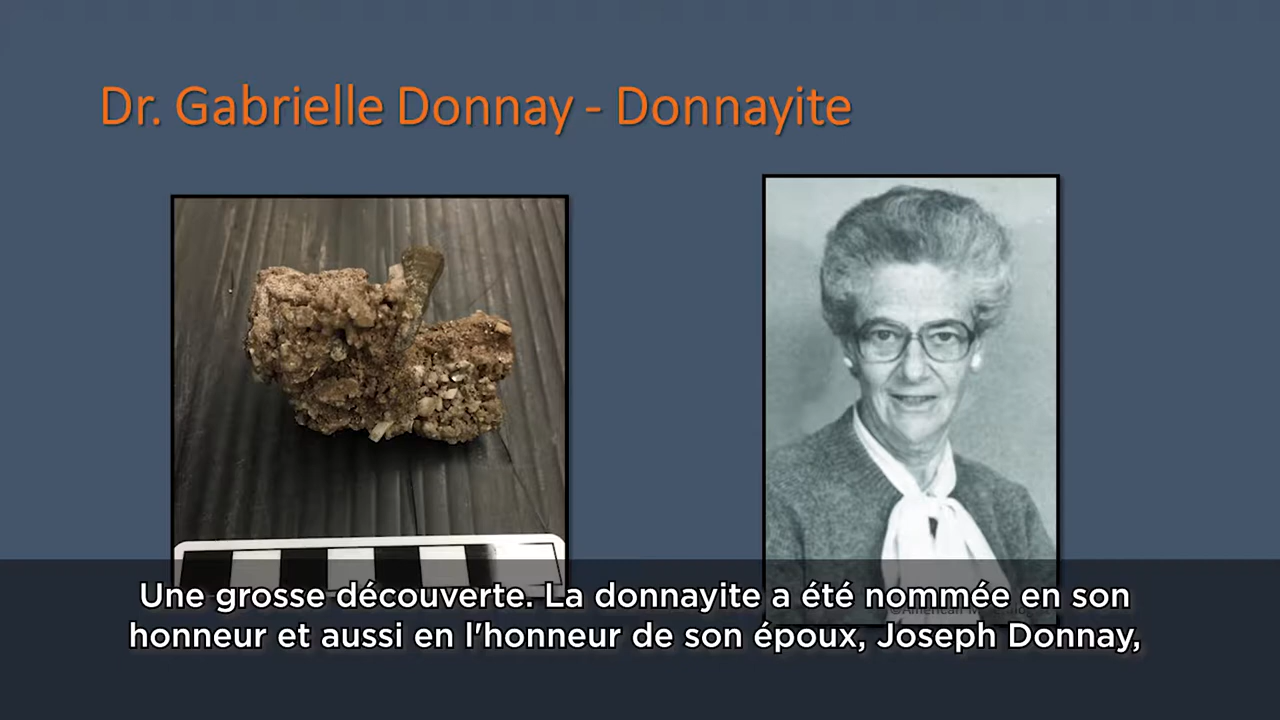 Dr. Gabrielle Donnay - Donnayite
Une grosse découverte. La donnayite a été nommée en son
honneur et aussi en l'honneur de son époux, Joseph Donnay,